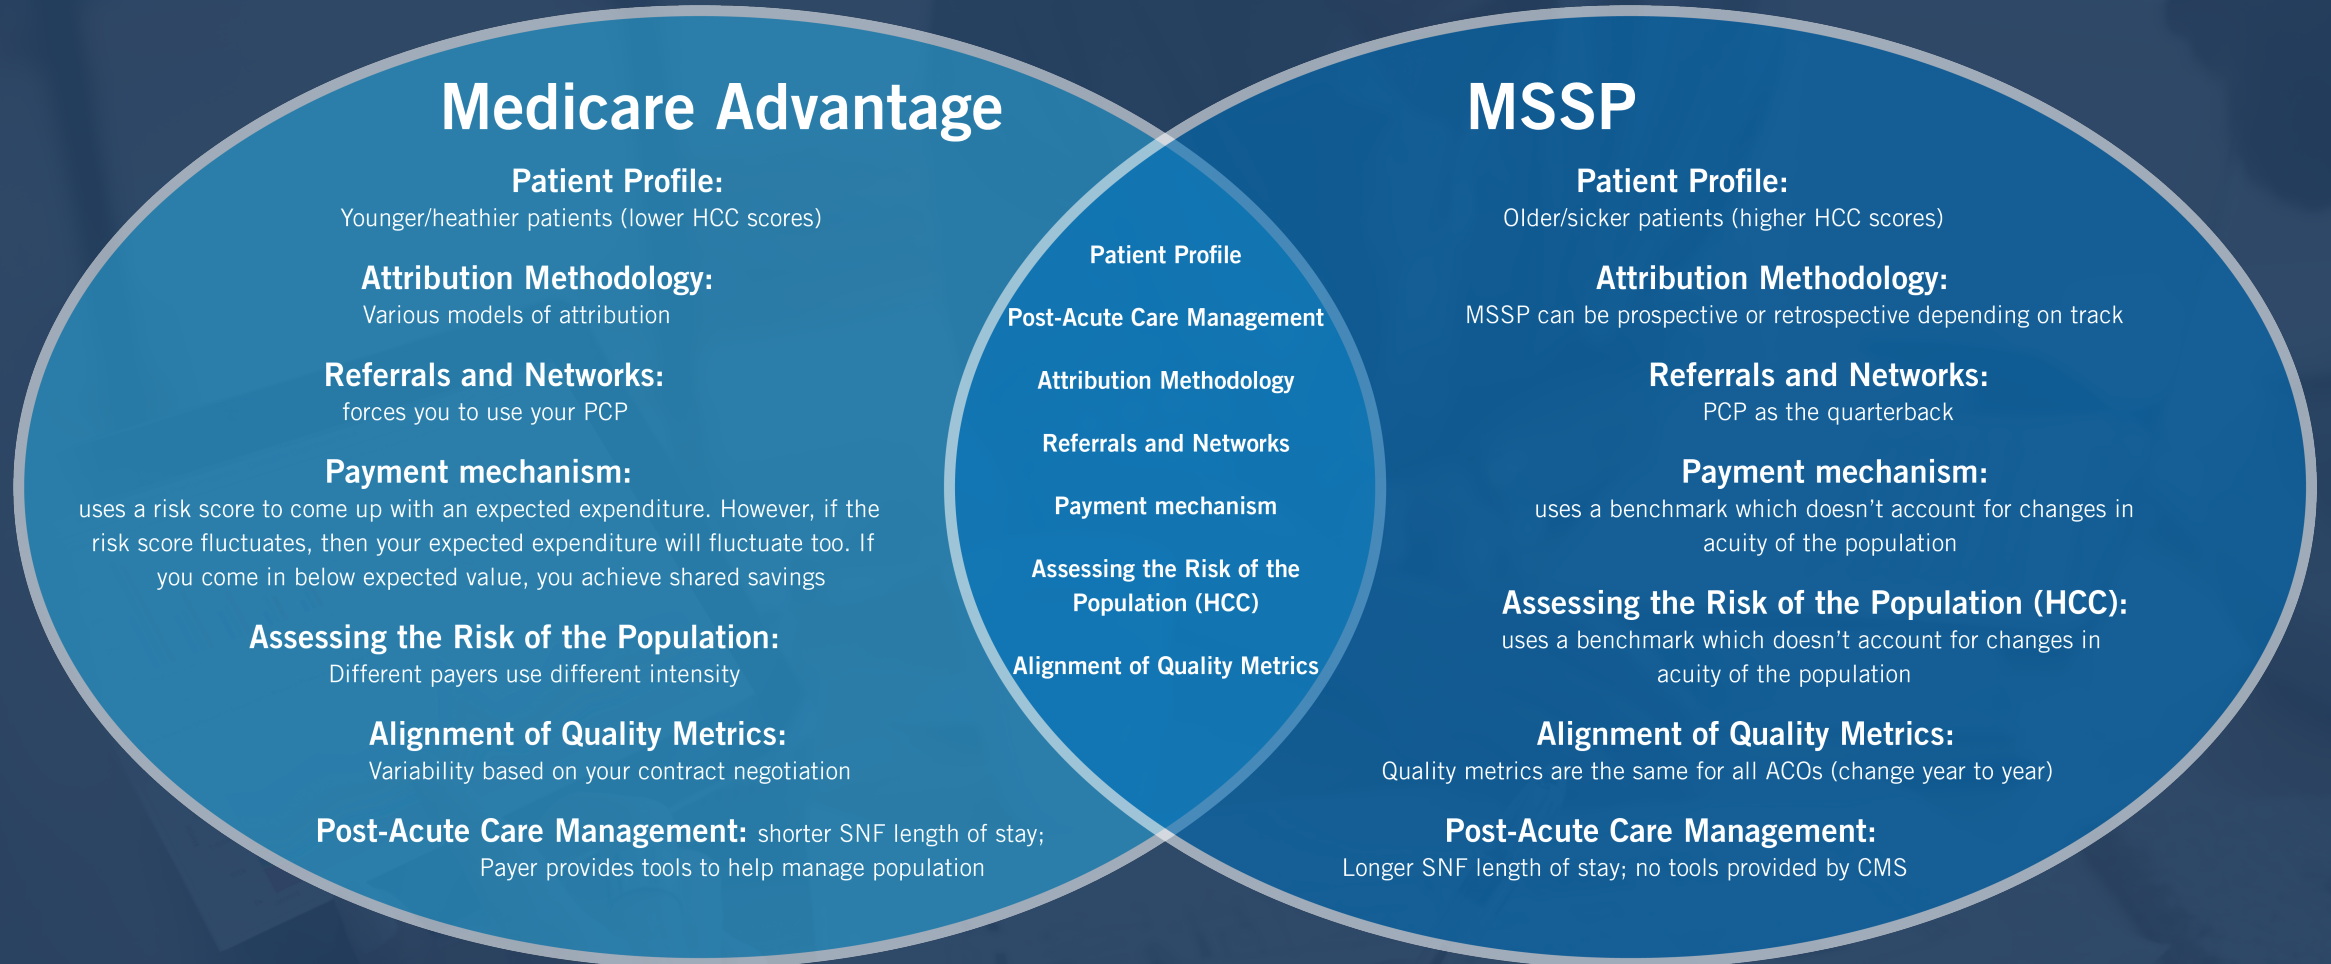 Medicare Advantage
Patient Profile:
Younger/heathier patients (lower HCC scores)
Attribution Methodology:
Various models of attribution
Referrals and Networks:
forces you to use your PCP
Payment mechanism:
uses a risk score to come up with an expected expenditure. However, if the
risk score fluctuates, then your expected expenditure will fluctuate too. If
you come in below expected value, you achieve shared savings
Assessing the Risk of the Population:
Different payers use different intensity
Alignment of Quality Metrics:
Variability based on your contract negotiation
Post-Acute Care Management: shorter SNF length of stay;
Payer provides tools to help manage population
Patient Profile
Post-Acute Care Management
Attribution Methodology
Referrals and Networks
Payment mechanism
Assessing the Risk of the
Population (HCC)
Alignment of Quality Metrics
MSSP
Patient Profile:
Older/sicker patients (higher HCC scores)
Attribution Methodology:
MSSP can be prospective or retrospective depending on track
Referrals and Networks:
PCP as the quarterback
Payment mechanism:
uses a benchmark which doesn't account for changes in
acuity of the population
Assessing the Risk of the Population (HCC):
uses a benchmark which doesn't account for changes in
acuity of the population
Alignment of Quality Metrics:
Quality metrics are the same for all ACOs (change year to year)
Post-Acute Care Management:
Longer SNF length of stay; no tools provided by CMS